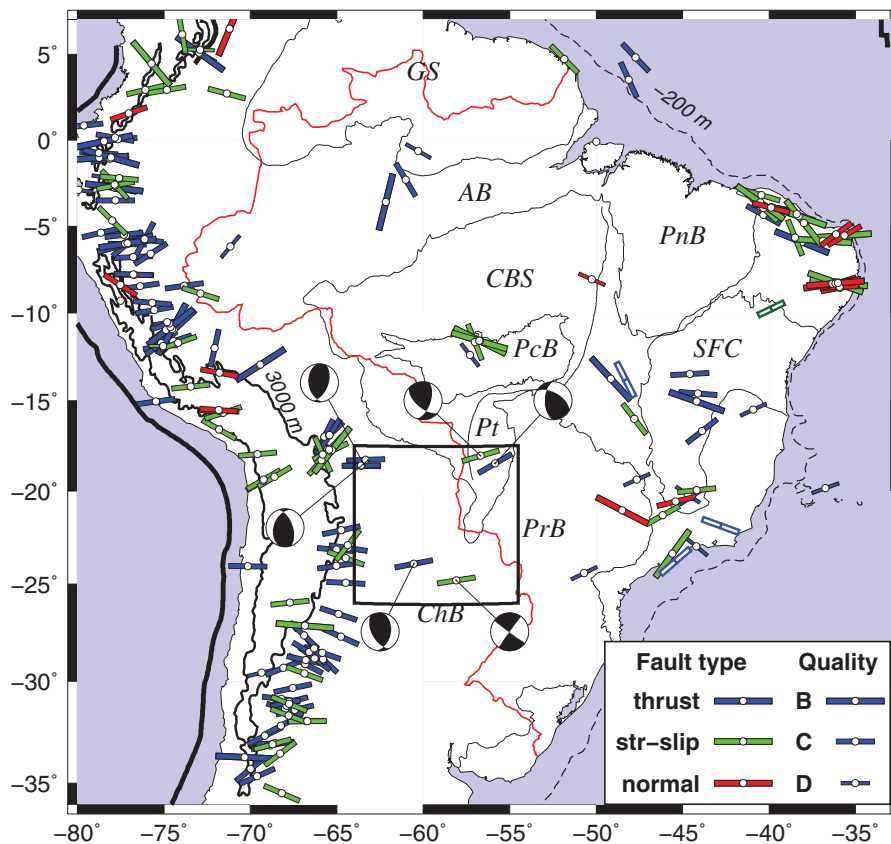 5˚
0˚
−5˚
−10˚
−15˚
−20˚
−25˚
−30˚
−35˚
−80˚ −75˚ −70˚ −65˚ −60˚ −55˚ −50˚ −45˚ −40˚ −35˚
GS
−200 m
AB
PnB
CBS
PcB
SFC
3000 m
Pt
PrB
ChB
Fault type Quality
thrust B
str−slip C
normal D